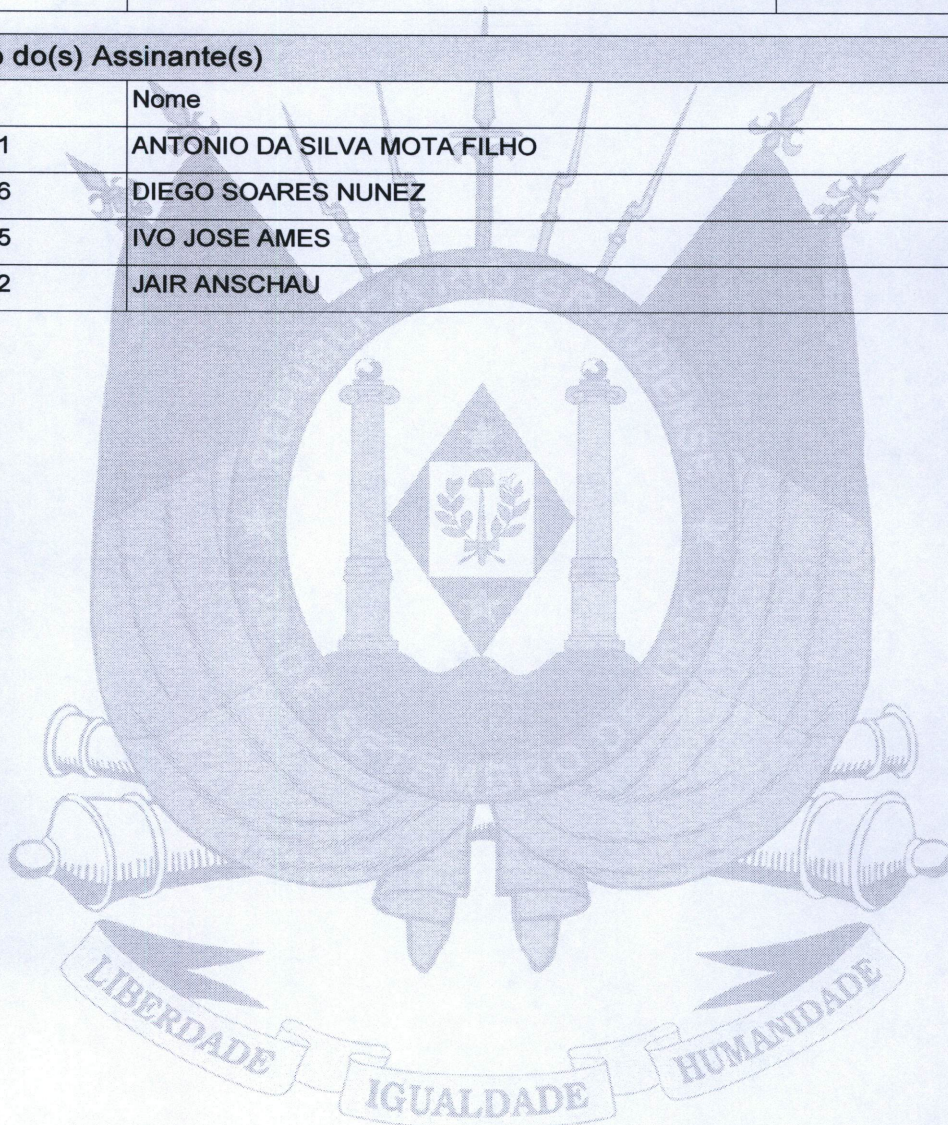 do(s) Assinante(s)
Nome
1 ANTONIO DA SILVA MOTA FILHO
6 DIEGO SOARES NUNEZ
5 IVO JOSE AMES
2 JAIR ANSCHAU
LIBERDADE
IGUALDADE
HUMANIDADE